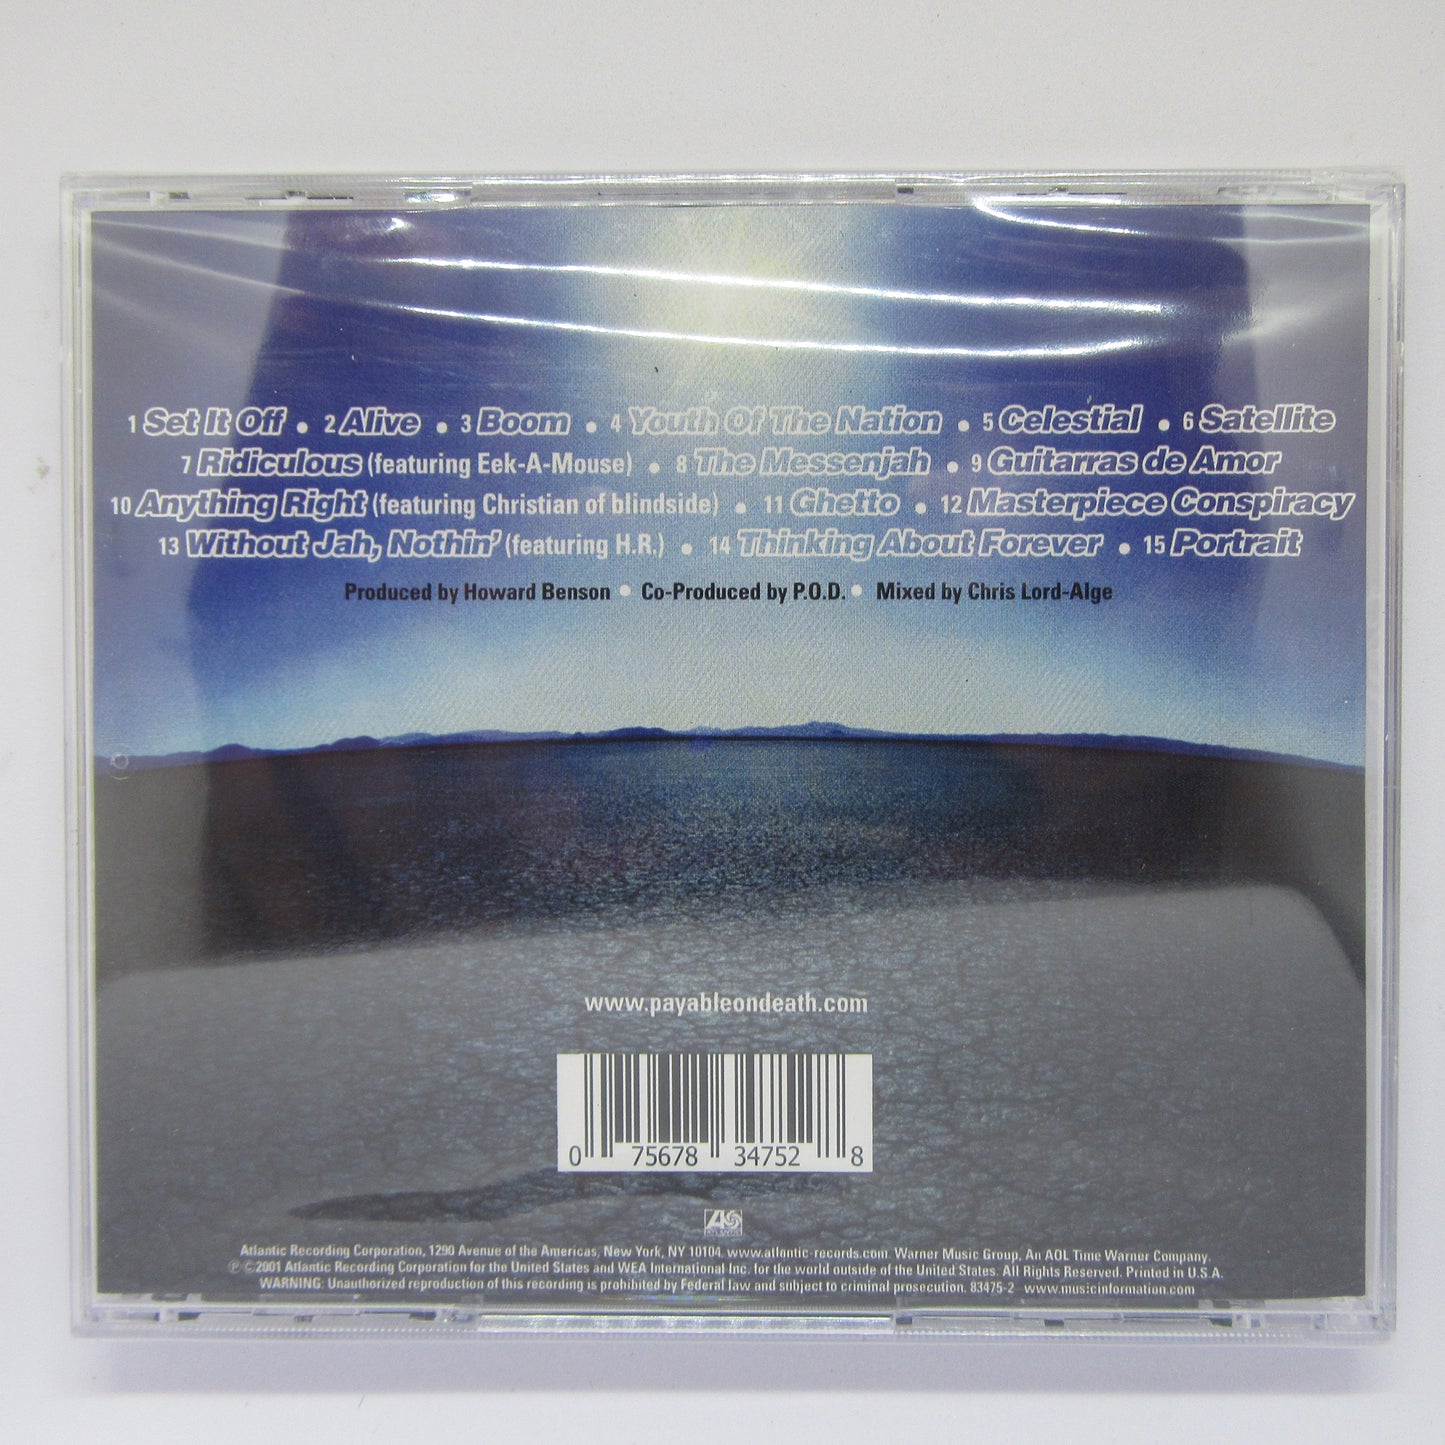 1 Set It Off • 2 Alive • 3 Boom • 4 Youth Of The Nation • 5 Celestial • 6 Satellite
7 Ridiculous (featuring Eek-A-Mouse) • 8 The Messenjah • 9 Guitarras de Amor
10 Anything Right (featuring Christian of blindside) • 11 Ghetto • 12 Masterpiece Conspiracy
13 Without Jah, Nothin' (featuring H.R.) • 14 Thinking About Forever • 15 Portrait
Produced by Howard Benson • Co-Produced by P.O.D. • Mixed by Chris Lord-Alge
www.payableondeath.com
0 75678 34752 8
ATLANTIC
Atlantic Recording Corporation, 1290 Avenue of the Americas, New York, NY 10104. www.atlantic-records.com. Warner Music Group, An AOL Time Warner Company.
℗ © 2001 Atlantic Recording Corporation for the United States and WEA International Inc. for the world outside of the United States. All Rights Reserved. Printed in U.S.A.
WARNING: Unauthorized reproduction of this recording is prohibited by Federal law and subject to criminal prosecution. 83475-2 www.musicinformation.com